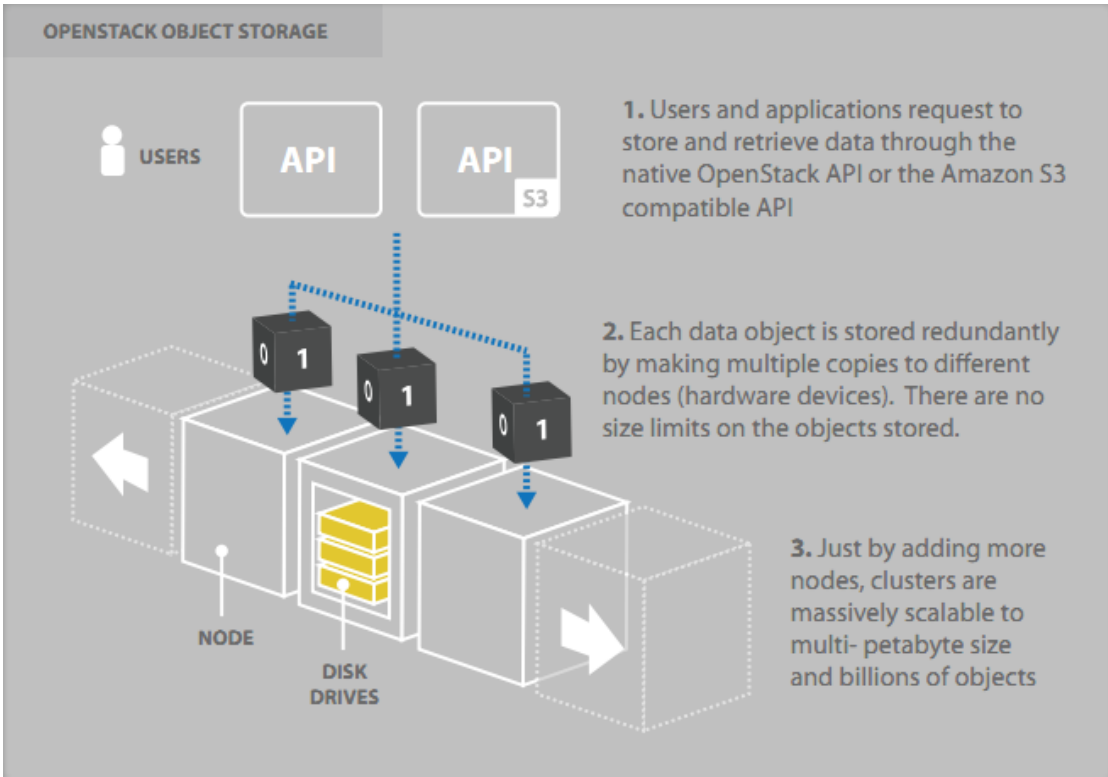 OPENSTACK OBJECT STORAGE
USERS
API
API
S3
1. Users and applications request to
store and retrieve data through the
native OpenStack API or the Amazon S3
compatible API
0 1
0 1
0 1
2. Each data object is stored redundantly
by making multiple copies to different
nodes (hardware devices). There are no
size limits on the objects stored.
NODE
DISK
DRIVES
3. Just by adding more
nodes, clusters are
massively scalable to
multi- petabyte size
and billions of objects